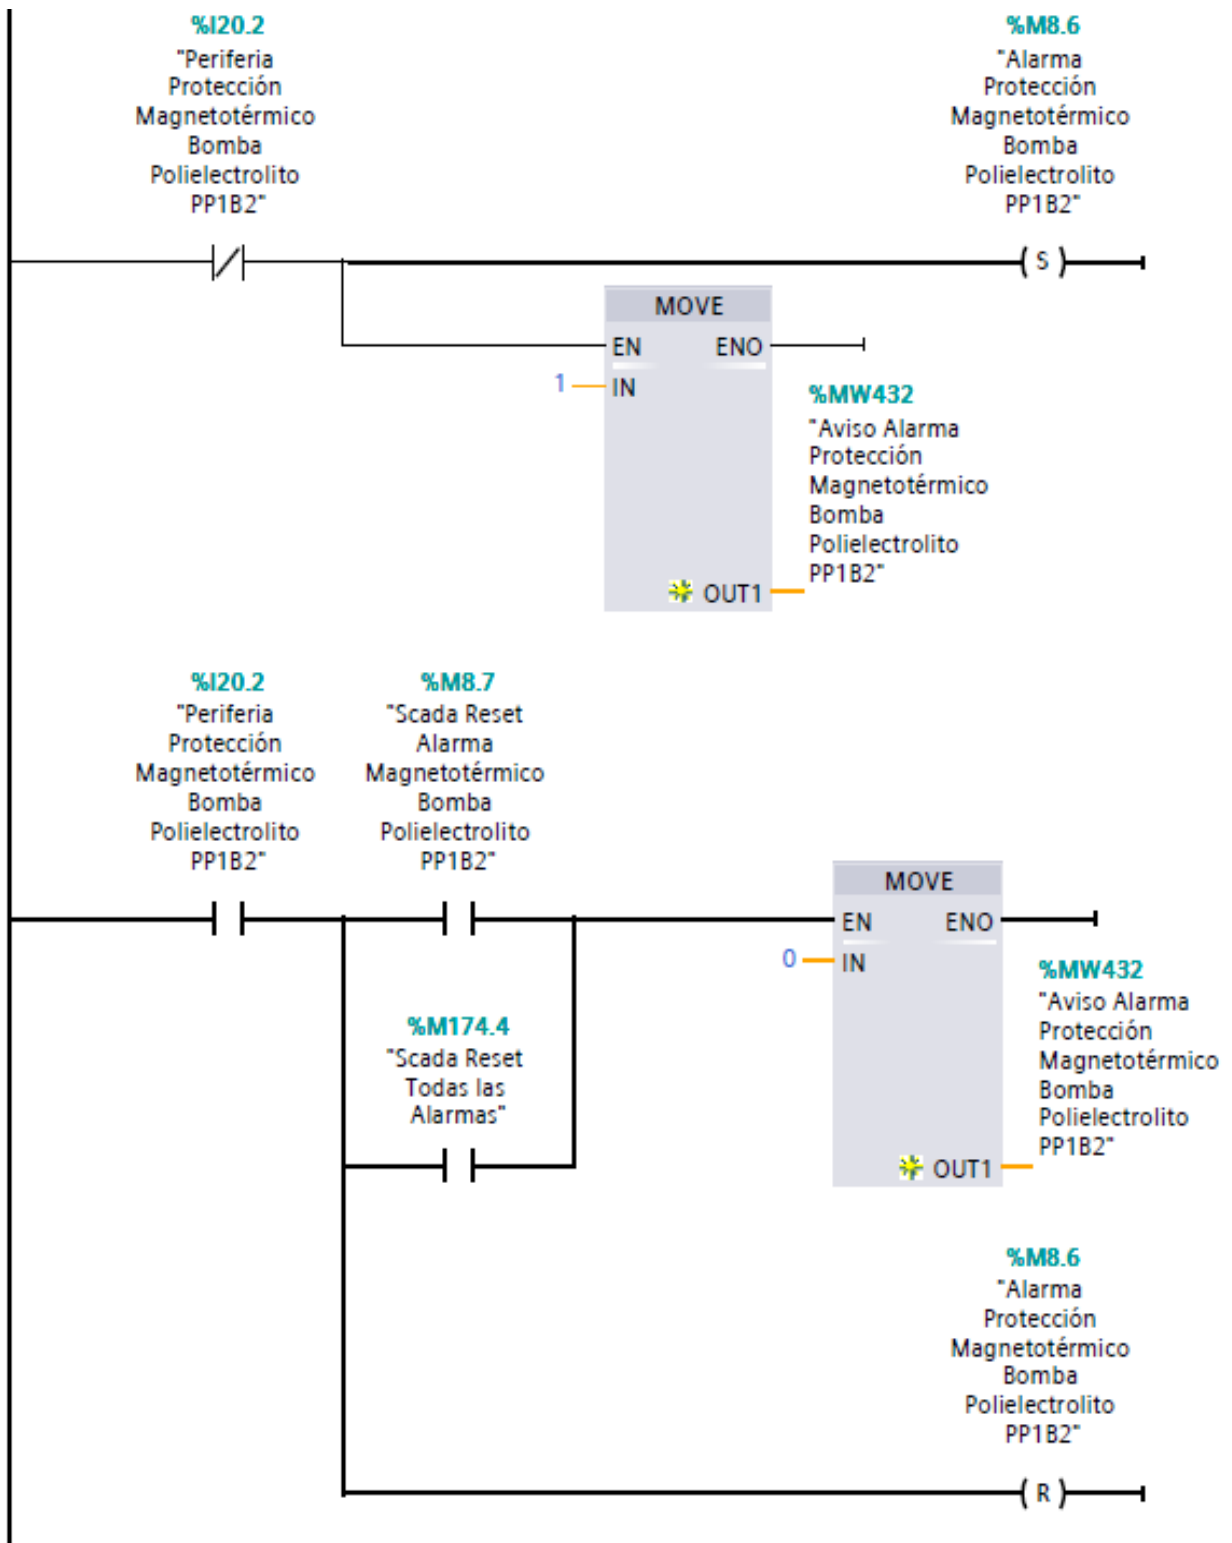 %I20.2
"Periferia
Protección
Magnetotérmico
Bomba
Polielectrolito
PP1B2"
%M8.6
"Alarma
Protección
Magnetotérmico
Bomba
Polielectrolito
PP1B2"
S
MOVE
EN ENO
1 IN
%MW432
"Aviso Alarma
Protección
Magnetotérmico
Bomba
Polielectrolito
PP1B2"
OUT1
%I20.2
"Periferia
Protección
Magnetotérmico
Bomba
Polielectrolito
PP1B2"
%M8.7
"Scada Reset
Alarma
Magnetotérmico
Bomba
Polielectrolito
PP1B2"
MOVE
EN ENO
0 IN
%MW432
"Aviso Alarma
Protección
Magnetotérmico
Bomba
Polielectrolito
PP1B2"
OUT1
%M174.4
"Scada Reset
Todas las
Alarmas"
%M8.6
"Alarma
Protección
Magnetotérmico
Bomba
Polielectrolito
PP1B2"
R